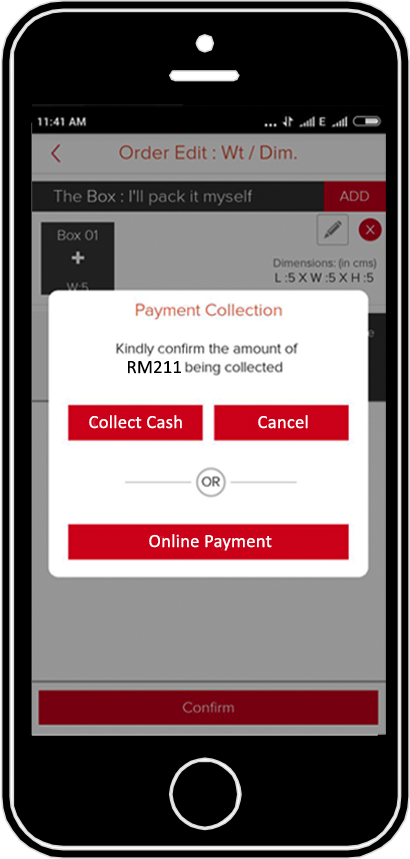 11:41 AM ... E
Order Edit : Wt / Dim.
The Box : I'll pack it myself ADD
Box 01 X
+
Dimensions: (in cms)
W:5 L :5 X W :5 X H :5
Payment Collection
Kindly confirm the amount of
RM211 being collected
Collect Cash Cancel
OR
Online Payment
Confirm